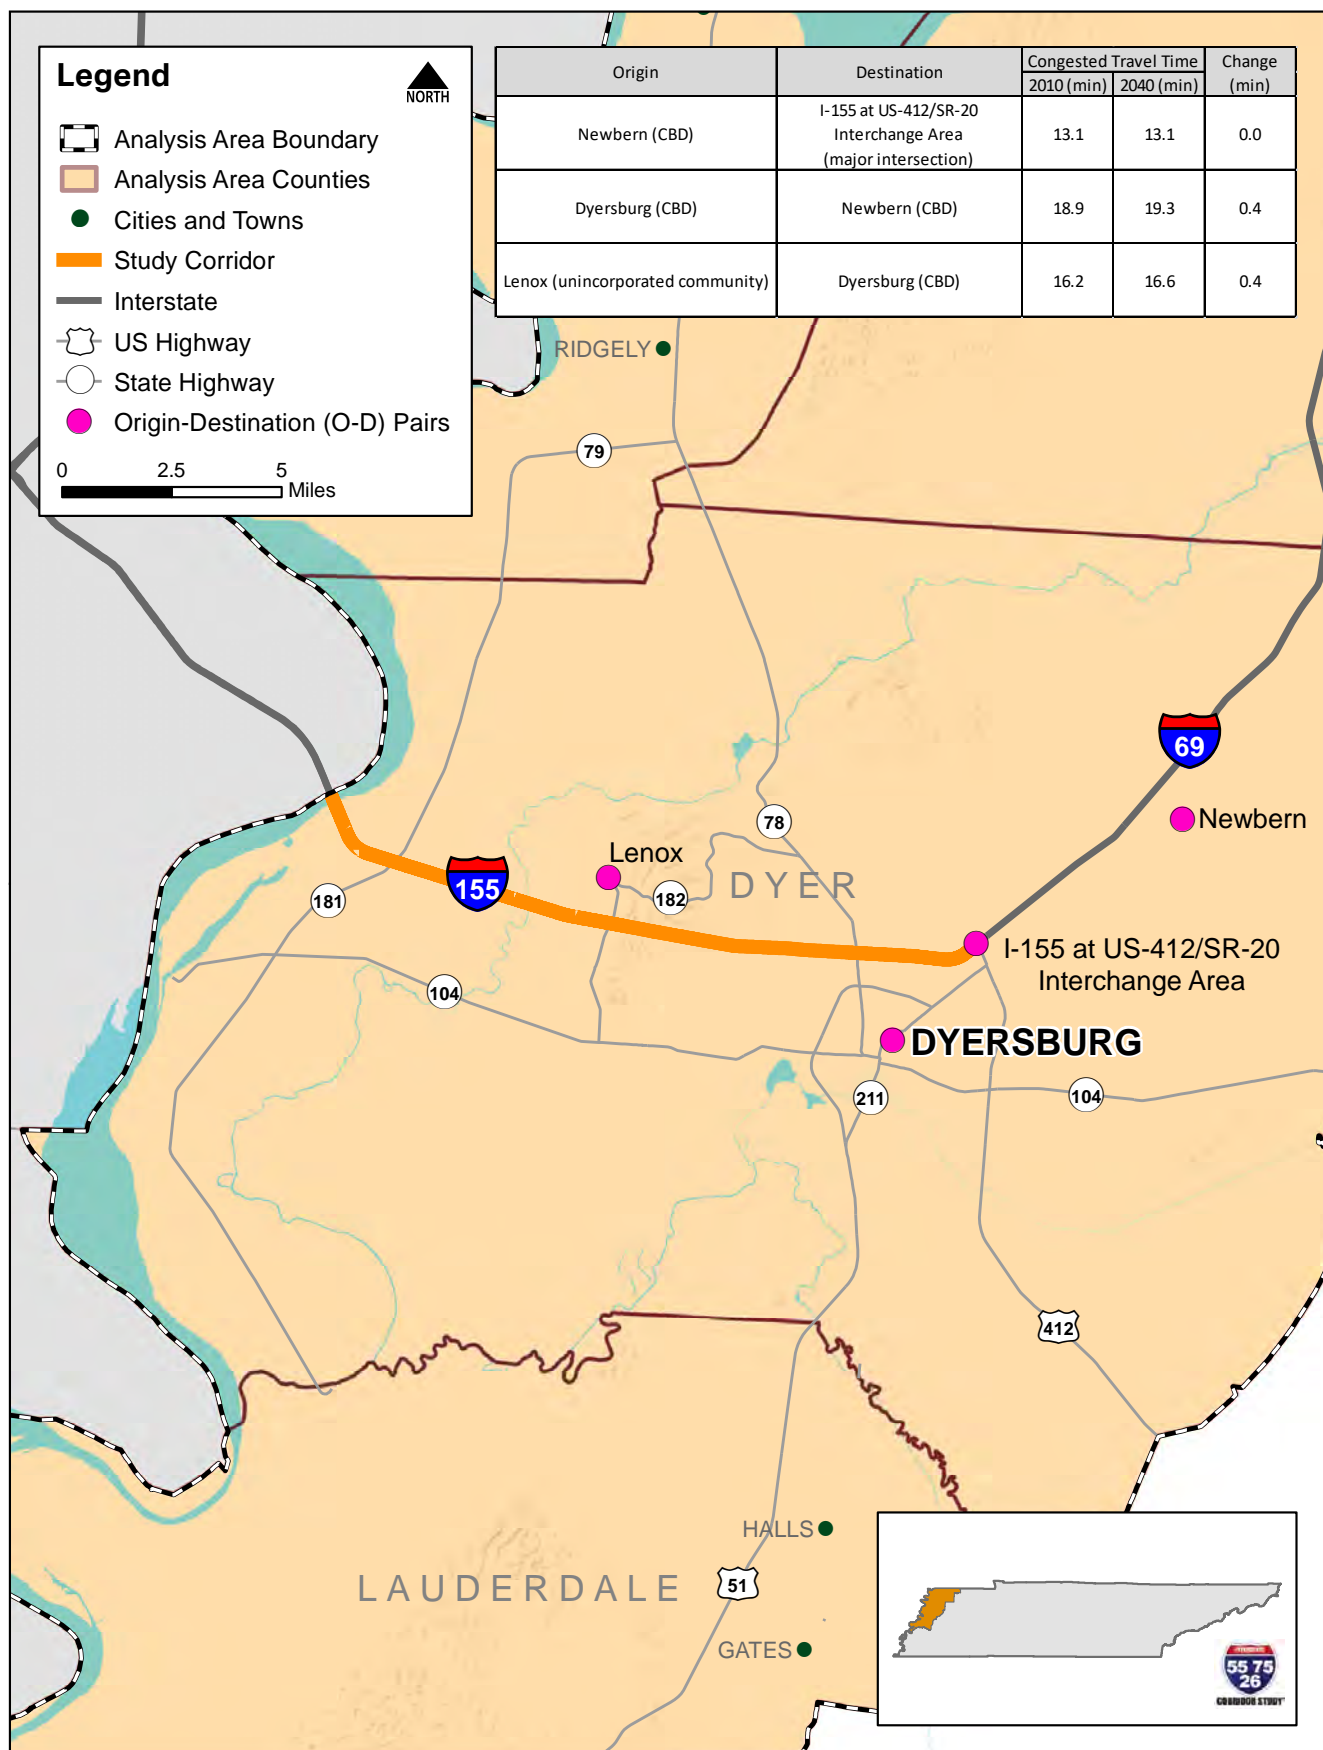 Legend
NORTH
Analysis Area Boundary
Analysis Area Counties
Cities and Towns
Study Corridor
Interstate
US Highway
State Highway
Origin-Destination (O-D) Pairs
0 2.5 5
Miles
Origin Destination Congested Travel Time Change
2010 (min) 2040 (min) (min)
Newbern (CBD) I-155 at US-412/SR-20 13.1 13.1 0.0
Interchange Area
(major intersection)
Dyersburg (CBD) Newbern (CBD) 18.9 19.3 0.4
Lenox (unincorporated community) Dyersburg (CBD) 16.2 16.6 0.4
RIDGELY
79
69
Newbern
78
Lenox
DYER
155
182
181
I-155 at US-412/SR-20
Interchange Area
104
DYERSBURG
211
104
412
HALLS
51
LAUDERDALE
GATES
55 75
26
CORRIDOR STUDY